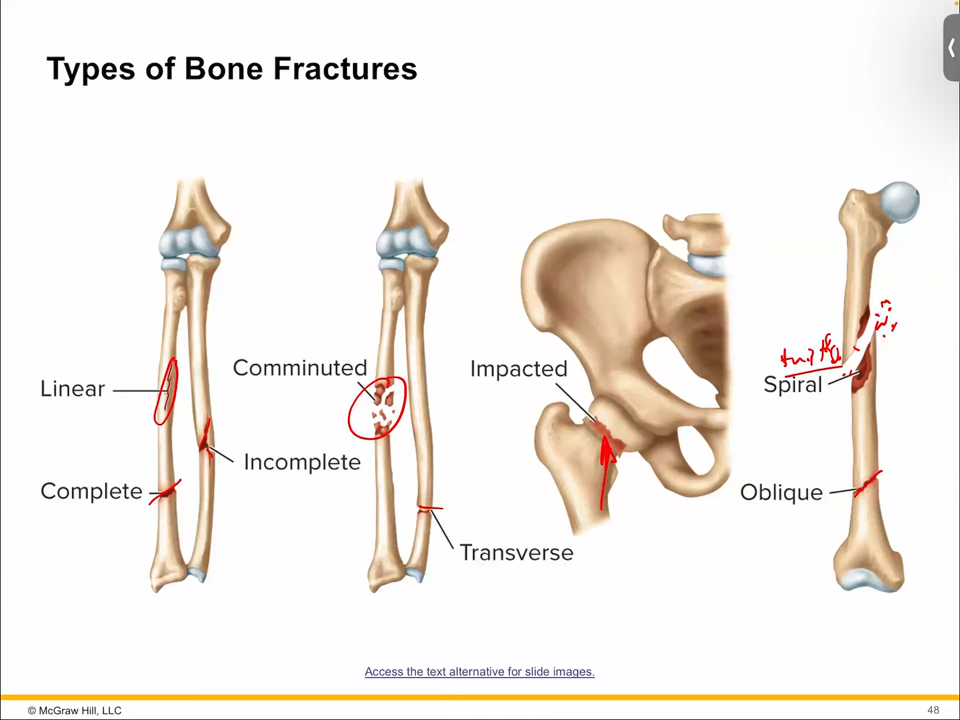 Types of Bone Fractures
Linear
Comminuted
Impacted
Spiral
Incomplete
Complete
Oblique
Transverse
Access the text alternative for slide images.
© McGraw Hill, LLC
48